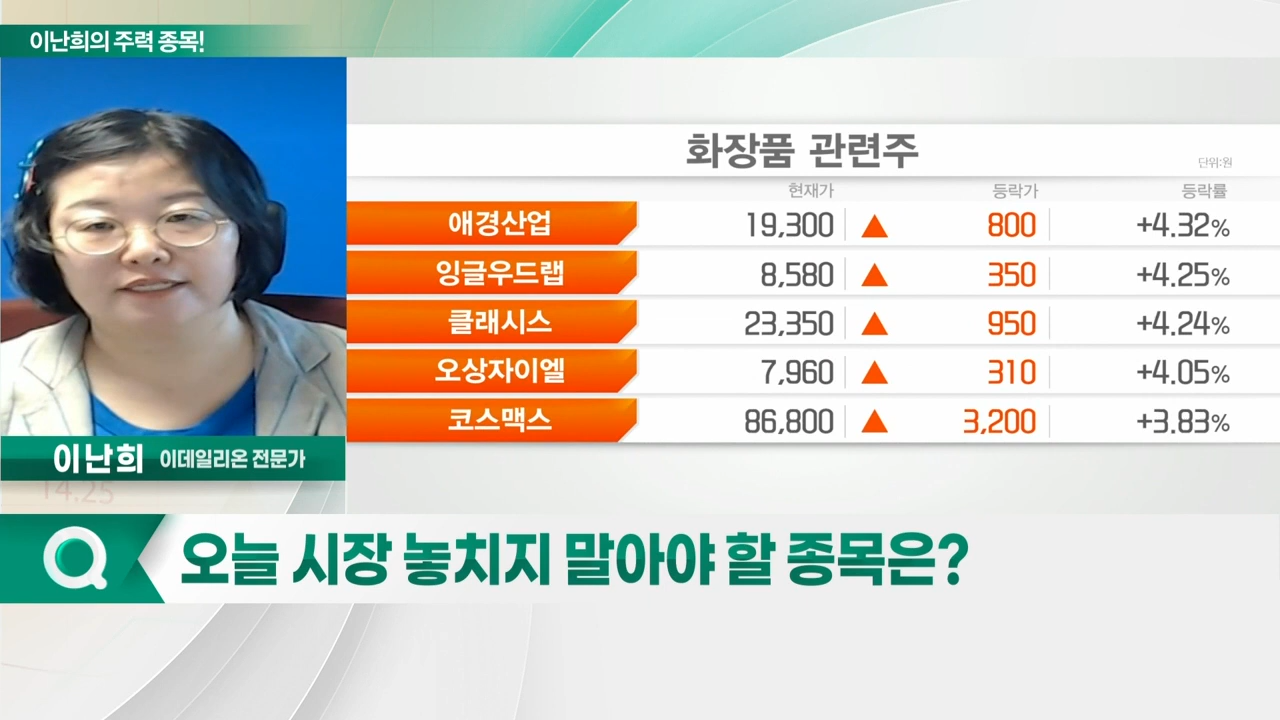 이난희의 주력 종목!
화장품 관련주
단위:원
현재가 등락가 등락률
애경산업 19,300 ▲ 800 +4.32%
잉글우드랩 8,580 ▲ 350 +4.25%
클래시스 23,350 ▲ 950 +4.24%
오상자이엘 7,960 ▲ 310 +4.05%
코스맥스 86,800 ▲ 3,200 +3.83%
이난희 이데일리온 전문가
14.25
Q 오늘 시장 놓치지 말아야 할 종목은?